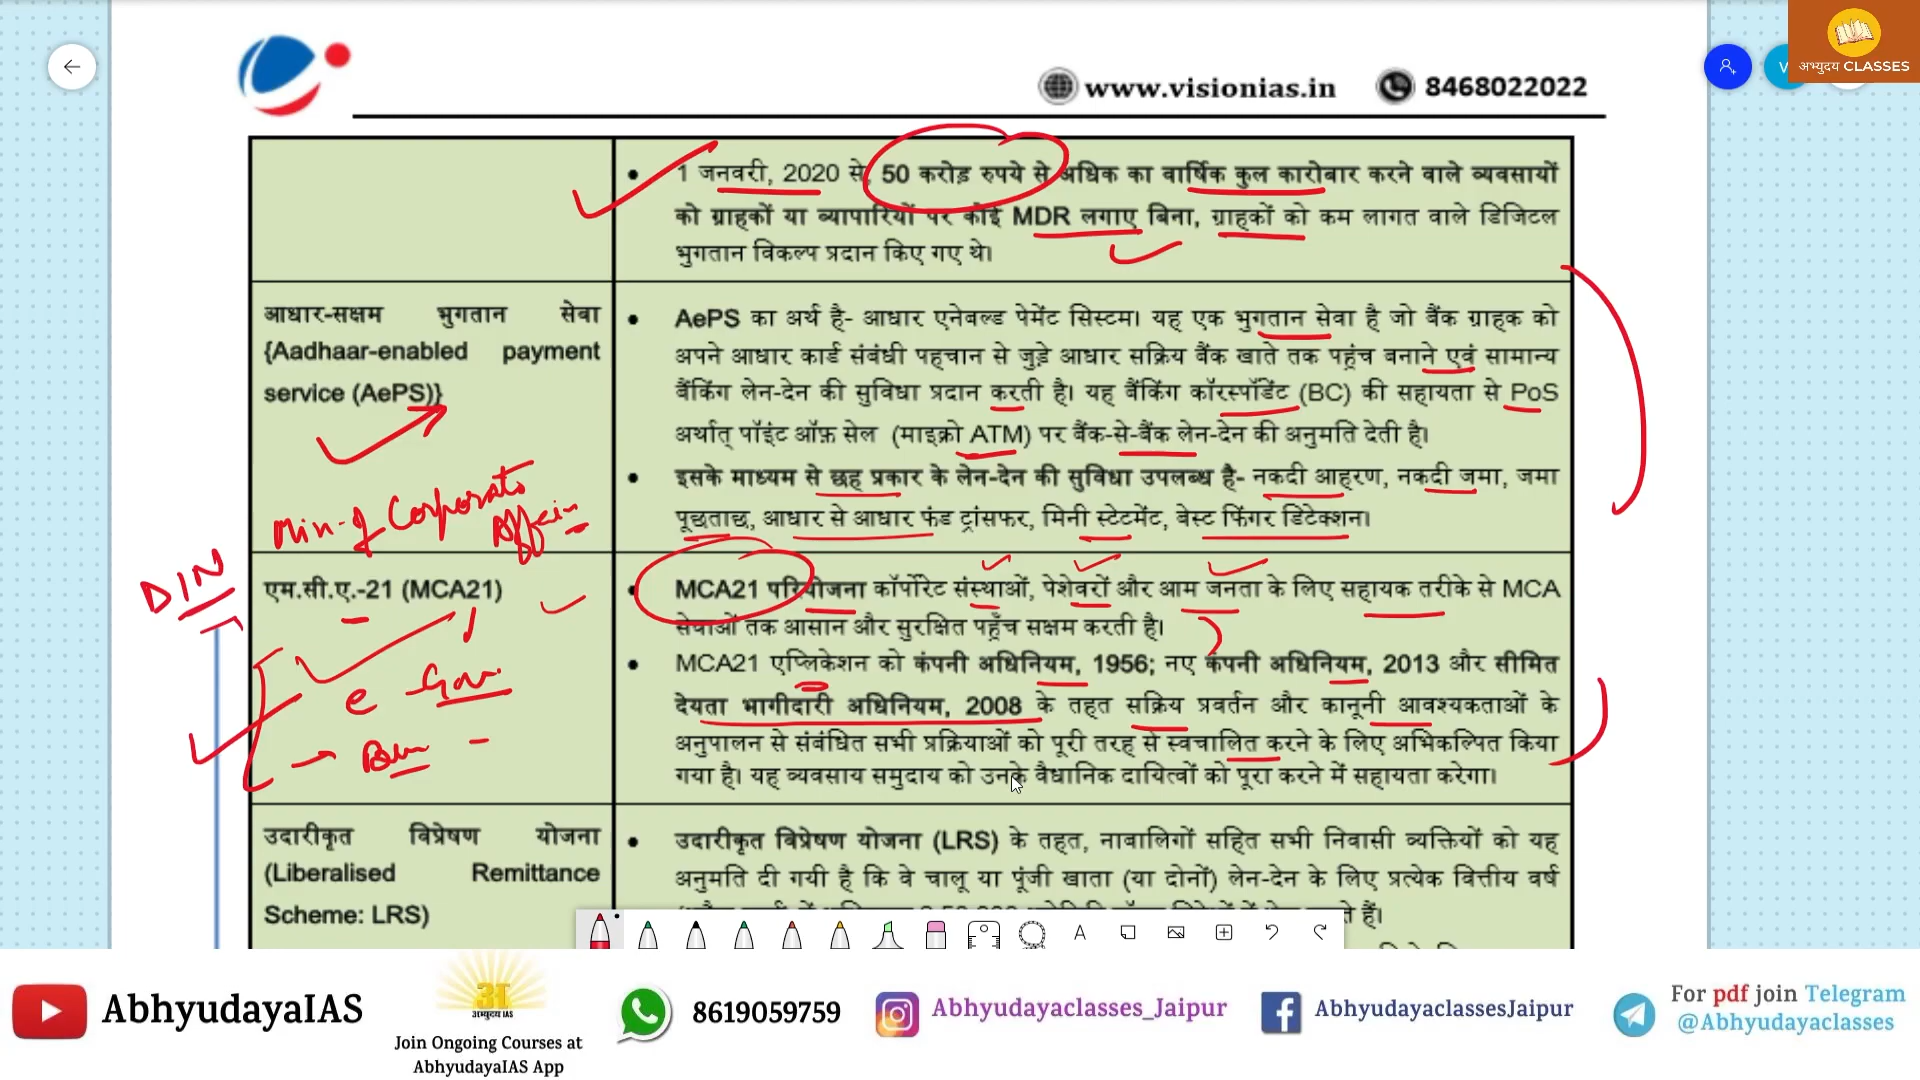 अभ्युदय CLASSES
www.visionias.in 8468022022
1 जनवरी, 2020 से, 50 करोड़ रुपये से अधिक का वार्षिक कुल कारोबार करने वाले व्यवसायों
को ग्राहकों या व्यापारियों पर कोई MDR लगाए बिना, ग्राहकों को कम लागत वाले डिजिटल
भुगतान विकल्प प्रदान किए गए थे।
आधार-सक्षम भुगतान सेवा
{Aadhaar-enabled payment
service (AePS)}
AePS का अर्थ है- आधार एनेबल्ड पेमेंट सिस्टम। यह एक भुगतान सेवा है जो बैंक ग्राहक को
अपने आधार कार्ड संबंधी पहचान से जुड़े आधार सक्रिय बैंक खाते तक पहुंच बनाने एवं सामान्य
बैंकिंग लेन-देन की सुविधा प्रदान करती है। यह बैंकिंग कॉरस्पॉडेंट (BC) की सहायता से PoS
अर्थात् पॉइंट ऑफ़ सेल (माइक्रो ATM) पर बैंक-से-बैंक लेन-देन की अनुमति देती है।
इसके माध्यम से छह प्रकार के लेन-देन की सुविधा उपलब्ध है- नकदी आहरण, नकदी जमा, जमा
पूछताछ, आधार से आधार फंड ट्रांसफर, मिनी स्टेटमेंट, बेस्ट फिंगर डिटेक्शन।
Min. of Corporate
Affair
DIN
एम.सी.ए.-21 (MCA21)
e Gov.
MCA21 परियोजना कॉर्पोरेट संस्थाओं, पेशेवरों और आम जनता के लिए सहायक तरीके से MCA
सेवाओं तक आसान और सुरक्षित पहुँच सक्षम करती है।
MCA21 एप्लिकेशन को कंपनी अधिनियम, 1956; नए कंपनी अधिनियम, 2013 और सीमित
देयता भागीदारी अधिनियम, 2008 के तहत सक्रिय प्रवर्तन और कानूनी आवश्यकताओं के
अनुपालन से संबंधित सभी प्रक्रियाओं को पूरी तरह से स्वचालित करने के लिए अभिकल्पित किया
गया है। यह व्यवसाय समुदाय को उनके वैधानिक दायित्वों को पूरा करने में सहायता करेगा।
उदारीकृत विप्रेषण योजना
(Liberalised Remittance
Scheme: LRS)
उदारीकृत विप्रेषण योजना (LRS) के तहत, नाबालिगों सहित सभी निवासी व्यक्तियों को यह
अनुमति दी गयी है कि वे चालू या पूंजी खाता (या दोनों) लेन-देन के लिए प्रत्येक वित्तीय वर्ष
ते हैं।
AbhyudayaIAS
अभ्युदय IAS
Join Ongoing Courses at
AbhyudayaIAS App
8619059759
Abhyudayaclasses_Jaipur
AbhyudayaclassesJaipur
For pdf join Telegram
@Abhyudayaclasses